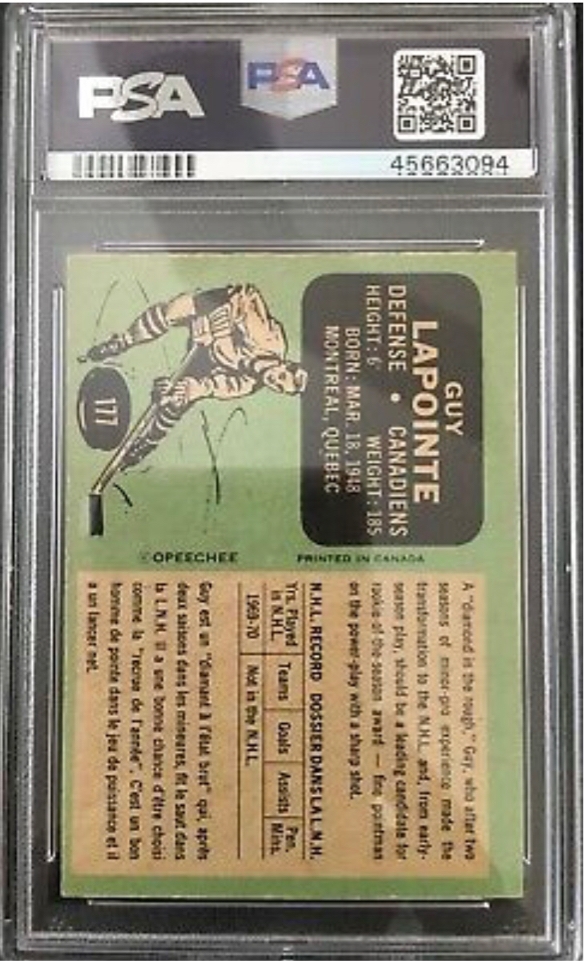 PSA
PSA
45663094
GUY
LAPOINTE
DEFENSE • CANADIENS
HEIGHT: 6' WEIGHT: 185
BORN: MAR. 18, 1948
MONTREAL, QUEBEC
177
©OPEECHEE
PRINTED IN CANADA
A "diamond in the rough," Guy, who after two
seasons of minor-pro experience made the
transformation to the N.H.L. and, from early-
season play, should be a leading candidate for
rookie of the season award — fine pointman
on the power-play with a sharp shot.
N.H.L. RECORD DOSSIER DANS LA L.N.H.
Yrs. Played in N.H.L. Teams Goals Assists Pen. Mins.
1969-70 Not in the N.H.L.
Guy est un "diamant à l'état brut" qui, après
deux saisons dans les mineures, fit le saut dans
la L.N.H. Il a une bonne chance d'être choisi
comme la "recrue de l'année". C'est un bon
homme de pointe dans le jeu de puissance et il
a un lancer net.